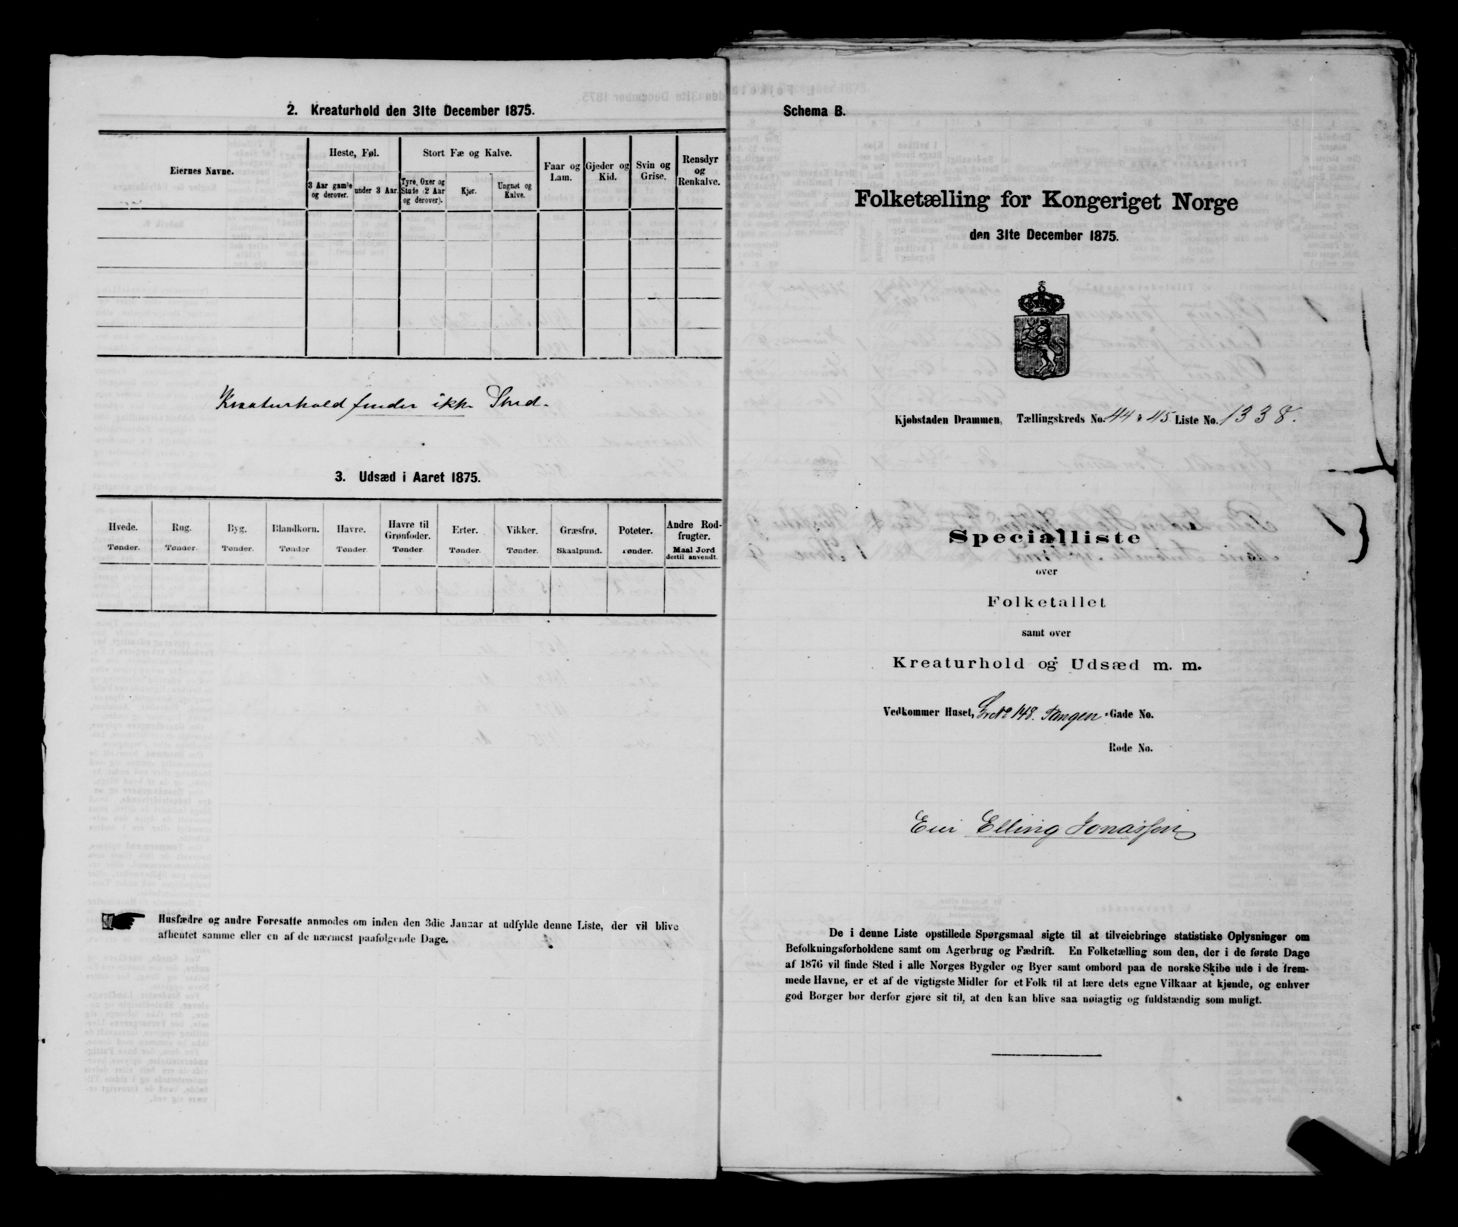 2. Kreaturhold den 31te December 1875.
Eiernes Navne.
Heste, Føl.
Stort Fæ og Kalve.
Faar og Lam.
Gjeder og Kid.
Svin og Grise.
Rensdyr og Renkalve.
3 Aar gamle og derover.
under 3 Aar.
Tyre, Oxer og Stude (2 Aar og derover).
Kjør.
Ungnøt og Kalve.
Kreaturhold finder ikke Sted.
3. Udsæd i Aaret 1875.
Hvede. Rug. Byg. Blandkorn. Havre. Havre til Grønfoder. Erter. Vikker. Græsfrø. Poteter. Andre Rodfrugter.
Tønder. Tønder. Tønder. Tønder Tønder Tønder Tønder. Tønder. Skaalpund. Tønder. Maal Jord dertil anvendt.
Husfædre og andre Foresatte anmodes om inden den 3die Januar at udfylde denne Liste, der vil blive
afhentet samme eller en af de nærmest paafølgende Dage.
Schema B.
Folketælling for Kongeriget Norge
den 31te December 1875.
Kjøbstaden Drammen, Tællingskreds No. 44 & 45 Liste No. 1338.
Specialliste
over
Folketallet
samt over
Kreaturhold og Udsæd m. m.
Vedkommer Huset, 148. Tangen Gade No.
Rode No.
Eier Elling Jonassen
De i denne Liste opstillede Spørgsmaal sigte til at tilveiebringe statistiske Oplysninger om
Befolkningsforholdene samt om Agerbrug og Fædrift. En Folketælling som den, der i de første Dage
af 1876 vil finde Sted i alle Norges Bygder og Byer samt ombord paa de norske Skibe ude i de frem-
mede Havne, er et af de vigtigste Midler for et Folk til at lære dets egne Vilkaar at kjende, og enhver
god Borger bør derfor gjøre sit til, at den kan blive saa nøiagtig og fuldstændig som muligt.